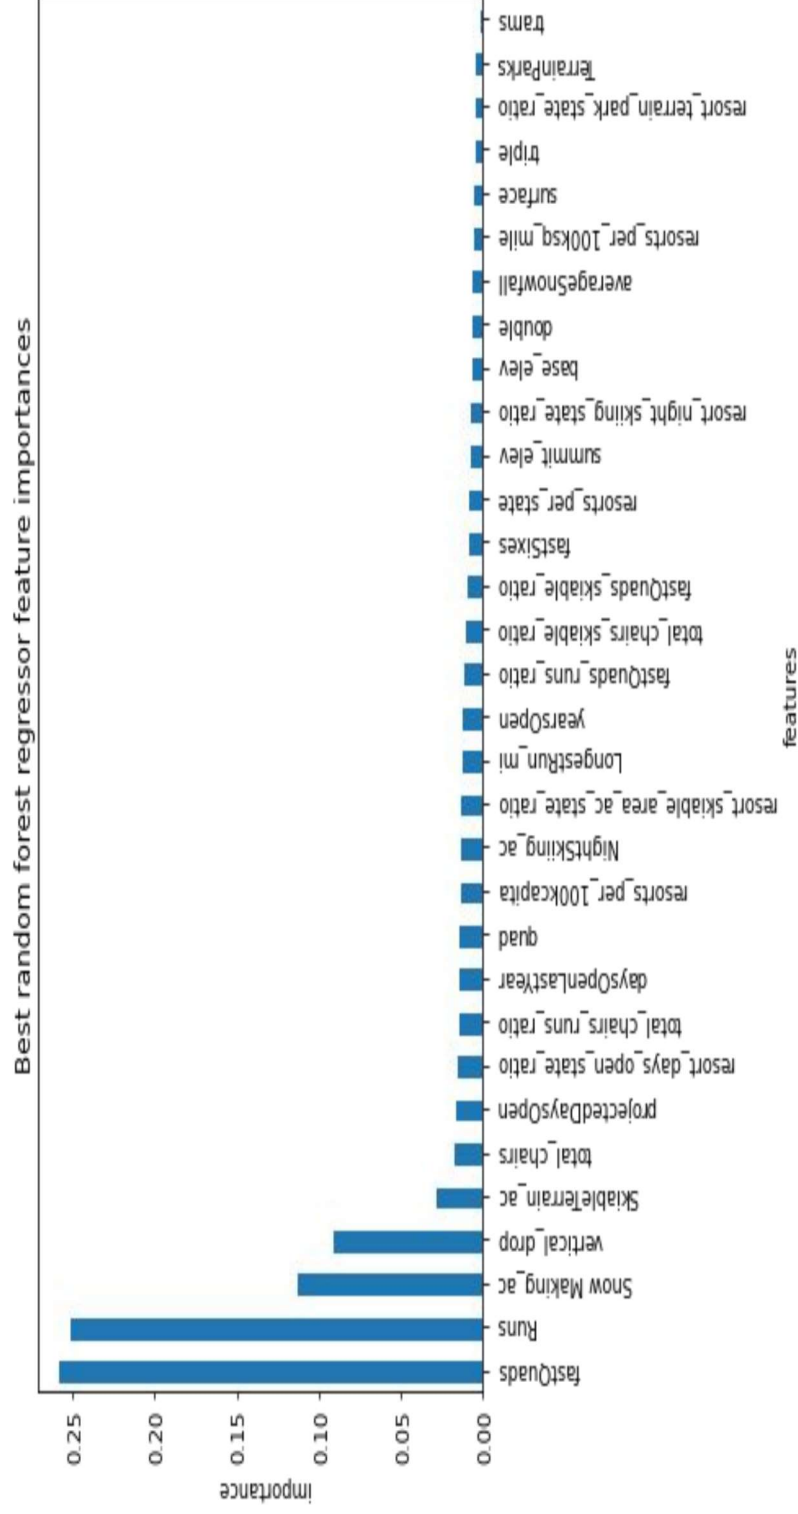 Best random forest regressor feature importances
importance
0.25
0.20
0.15
0.10
0.05
0.00
fastQuads
Runs
Snow Making_ac
vertical_drop
SkiableTerrain_ac
total_chairs
projectedDaysOpen
resort_days_open_state_ratio
total_chairs_runs_ratio
daysOpenLastYear
quad
resorts_per_100kcapita
NightSkiing_ac
resort_skiable_area_ac_state_ratio
LongestRun_mi
yearsOpen
fastQuads_runs_ratio
total_chairs_skiable_ratio
fastQuads_skiable_ratio
fastSixes
resorts_per_state
summit_elev
resort_night_skiing_state_ratio
base_elev
double
averageSnowfall
resorts_per_100ksq_mile
surface
triple
resort_terrain_park_state_ratio
TerrainParks
trams
features